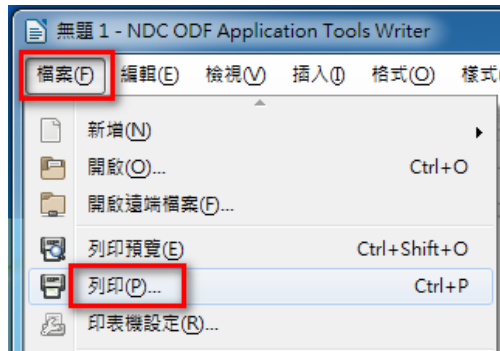 無題 1 - NDC ODF Application Tools Writer
檔案(F) 編輯(E) 檢視(V) 插入(I) 格式(O) 樣式
新增(N)
開啟(O)... Ctrl+O
開啟遠端檔案(F)...
列印預覽(E) Ctrl+Shift+O
列印(P)... Ctrl+P
印表機設定(R)...